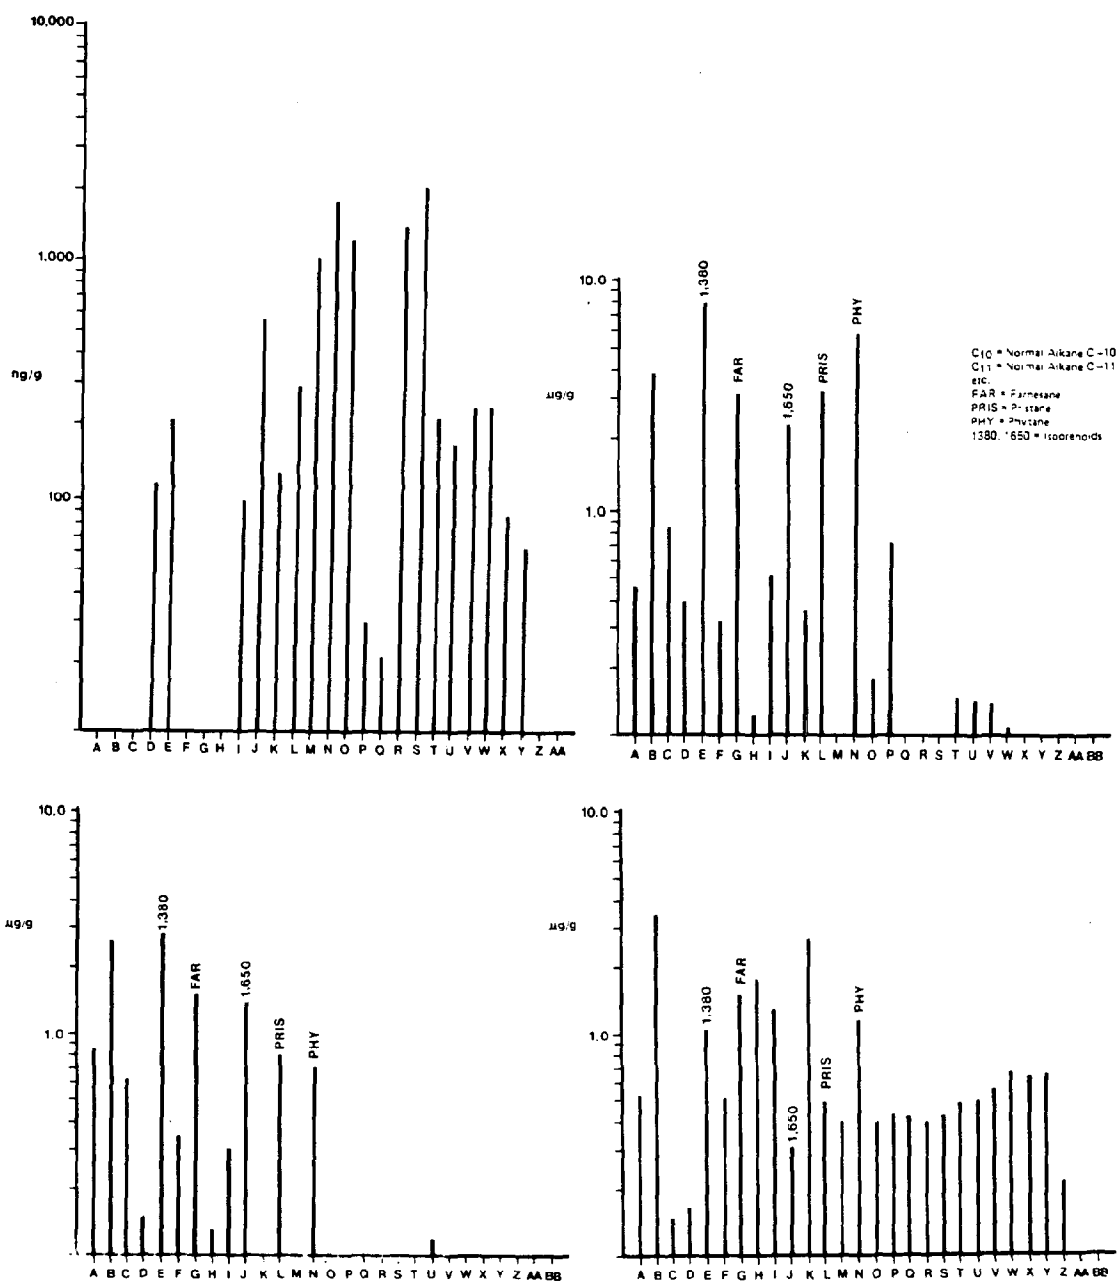 10,000
1.000
ng/g
100
A B C D E F G H I J K L M N O P Q R S T U V W X Y Z AA
10.0
µg/g
1.0
1,380
FAR
1,650
PRIS
PHY
A B C D E F G H I J K L M N O P Q R S T U V W X Y Z AA BB
C10 = Normal Alkane C-10
C11 = Normal Alkane C-11
etc.
FAR = Farnesane
PRIS = Pristane
PHY = Phytane
1380, 1650 = Isoprenoids
10.0
µg/g
1.0
1,380
FAR
1,650
PRIS
PHY
A B C D E F G H I J K L M N O P Q R S T U V W X Y Z AA BB
10.0
µg/g
1.0
1,380
FAR
1,650
PRIS
PHY
A B C D E F G H I J K L M N O P Q R S T U V W X Y Z AA BB